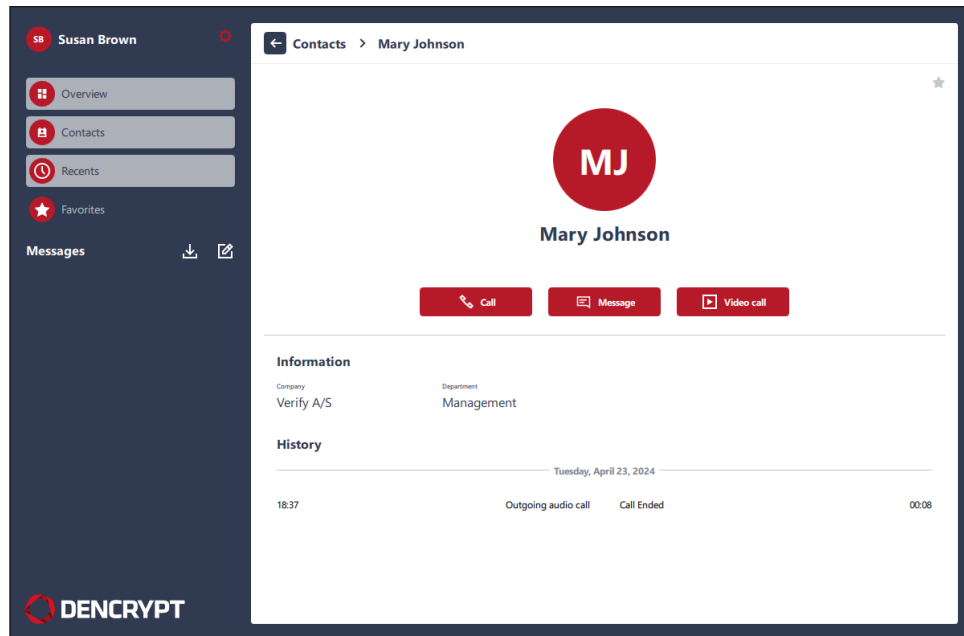 SB Susan Brown
Overview
Contacts
Recents
Favorites
Messages
DENCRYPT
Contacts > Mary Johnson
MJ
Mary Johnson
Call Message Video call
Information
Company Department
Verify A/S Management
History
Tuesday, April 23, 2024
18:37 Outgoing audio call Call Ended 00:08